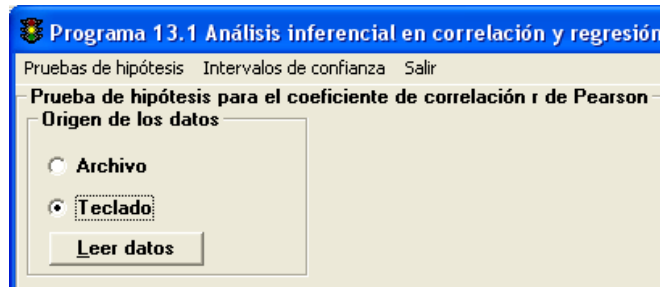 Programa 13.1 Análisis inferencial en correlación y regresión
Pruebas de hipótesis Intervalos de confianza Salir
Prueba de hipótesis para el coeficiente de correlación r de Pearson
Origen de los datos
Archivo
Teclado
Leer datos